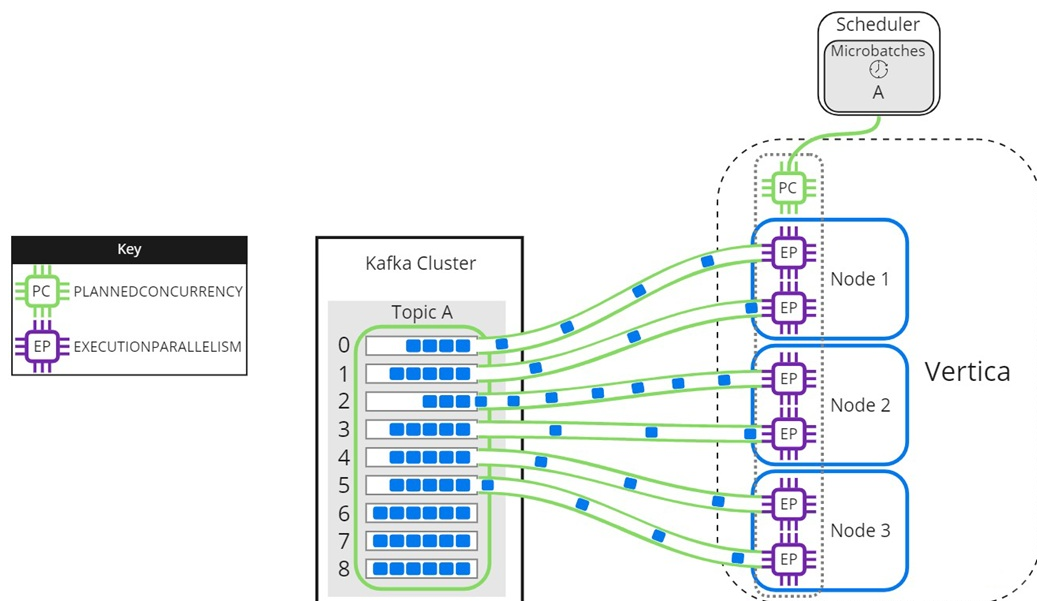 Scheduler
Microbatches
A
PC
Key
PC PLANNEDCONCURRENCY
EP EXECUTIONPARALLELISM
Kafka Cluster
Topic A
0
1
2
3
4
5
6
7
8
EP
EP
Node 1
EP
EP
Node 2
EP
EP
Node 3
Vertica